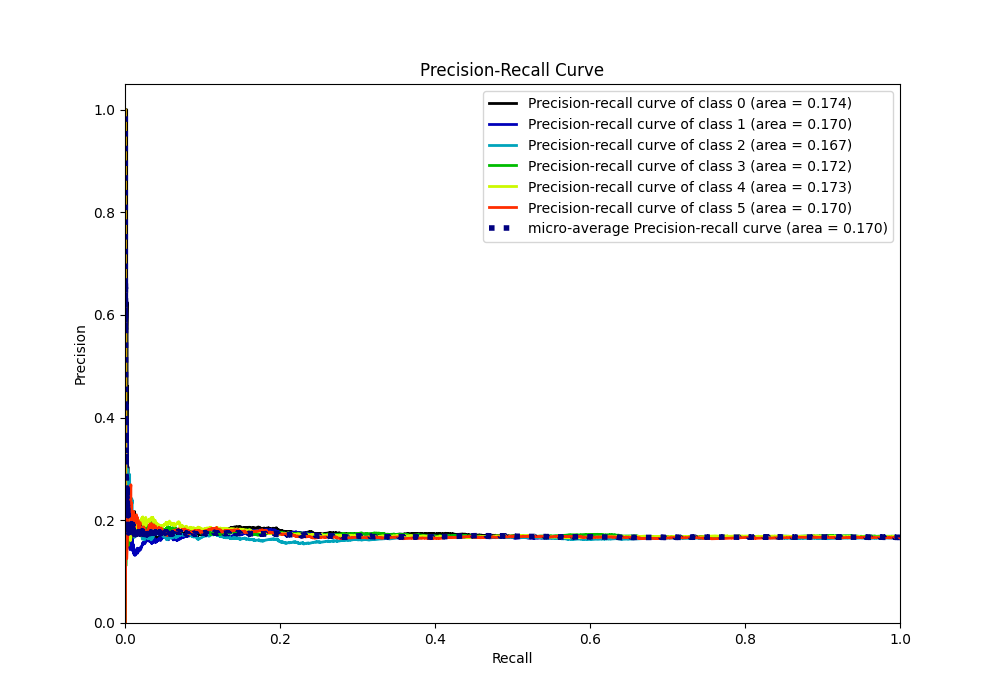 Precision-Recall Curve
Precision-recall curve of class 0 (area = 0.174)
Precision-recall curve of class 1 (area = 0.170)
Precision-recall curve of class 2 (area = 0.167)
Precision-recall curve of class 3 (area = 0.172)
Precision-recall curve of class 4 (area = 0.173)
Precision-recall curve of class 5 (area = 0.170)
micro-average Precision-recall curve (area = 0.170)
Precision
1.0
0.8
0.6
0.4
0.2
0.0
0.0 0.2 0.4 0.6 0.8 1.0
Recall